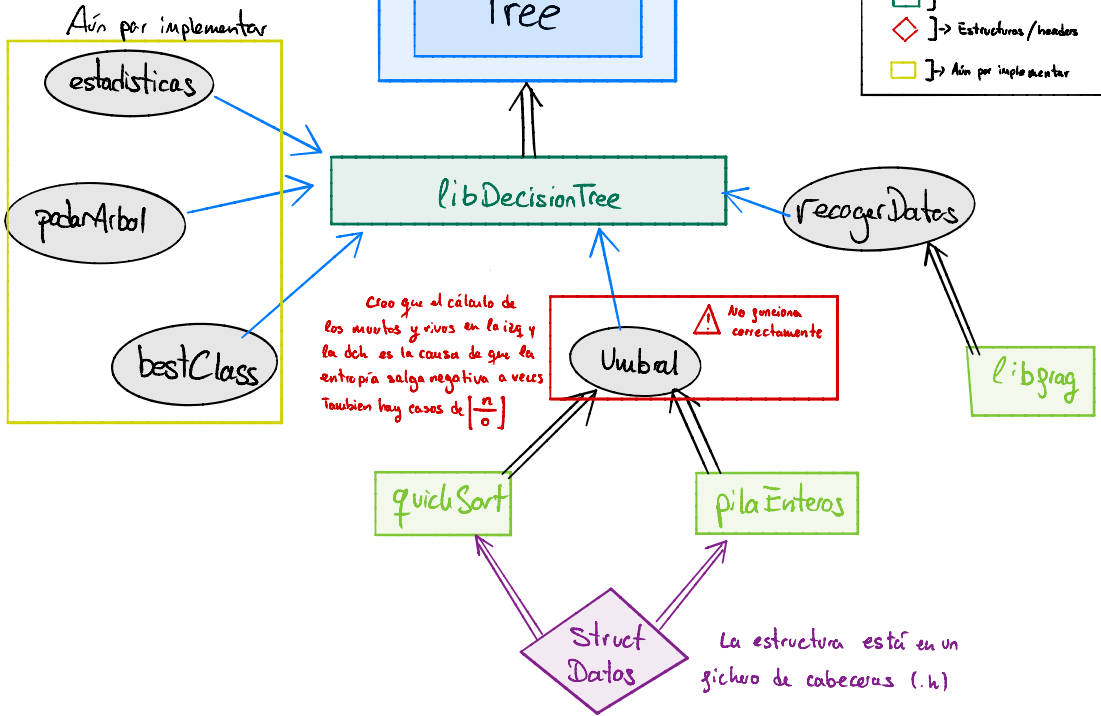 Tree
Aún por implementar
estadisticas
podarArbol
bestClass
libDecisionTree
recogerDatos
libfrag
Creo que el cálculo de
los muertos y vivos en la izq y
la dch es la causa de que la
entropía salga negativa a veces
Tambien hay casos de [n/0]
No funciona
correctamente
Umbral
quickSort
pilaEnteros
Struct
Datos
La estructura está en un
fichero de cabeceras (.h)
]→ Estructuras/headers
]→ Aún por implementar